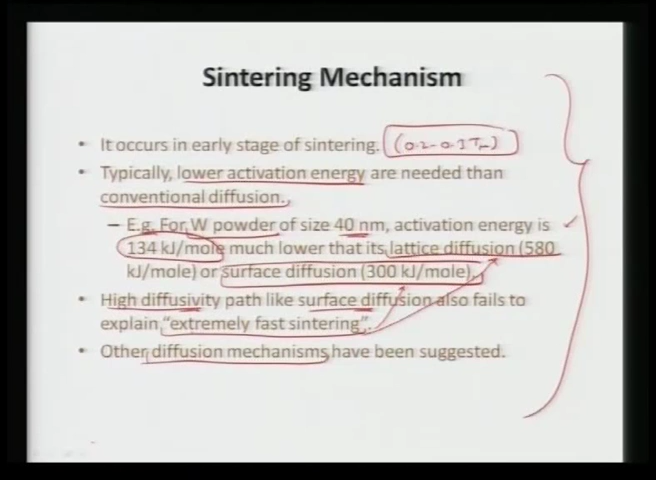 Sintering Mechanism
• It occurs in early stage of sintering. (0.2-0.3Tm)
• Typically, lower activation energy are needed than
conventional diffusion.
– E.g. For W powder of size 40 nm, activation energy is
134 kJ/mole much lower that its lattice diffusion (580
kJ/mole) or surface diffusion (300 kJ/mole).
• High diffusivity path like surface diffusion also fails to
explain "extremely fast sintering".
• Other diffusion mechanisms have been suggested.